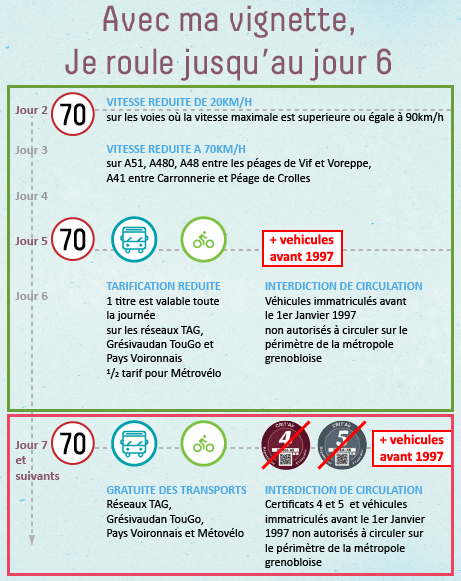 Avec ma vignette,
Je roule jusqu'au jour 6
Jour 2
70
VITESSE REDUITE DE 20KM/H
sur les voies où la vitesse maximale est superieure ou égale à 90km/h
Jour 3
VITESSE REDUITE A 70KM/H
sur A51, A480, A48 entre les péages de Vif et Voreppe,
A41 entre Carronnerie et Péage de Crolles
Jour 4
Jour 5
70
+ vehicules
avant 1997
Jour 6
TARIFICATION REDUITE
1 titre est valable toute
la journée
sur les réseaux TAG,
Grésivaudan TouGo et
Pays Voironnais
½ tarif pour Métrovélo
INTERDICTION DE CIRCULATION
Véhicules immatriculés avant
le 1er Janvier 1997
non autorisés à circuler sur le
périmètre de la métropole
grenobloise
Jour 7
et
suivants
70
CRIT'AIR
4
CRIT'AIR
5
+ vehicules
avant 1997
GRATUITE DES TRANSPORTS
Réseaux TAG,
Grésivaudan TouGo,
Pays Voironnais et Métovélo
INTERDICTION DE CIRCULATION
Certificats 4 et 5 et véhicules
immatriculés avant le 1er Janvier
1997 non autorisés à circuler sur
le périmètre de la métropole
grenobloise